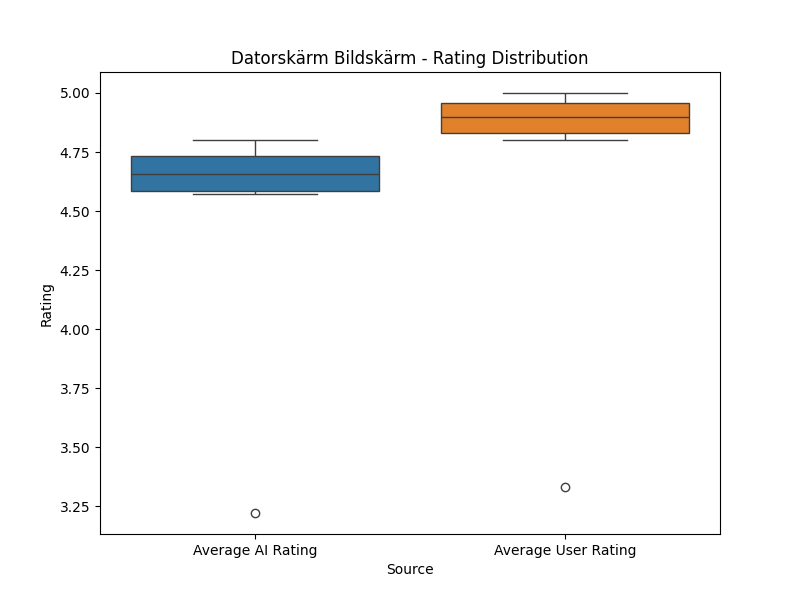 Datorskärm Bildskärm - Rating Distribution
5.00
4.75
4.50
4.25
4.00
3.75
3.50
3.25
Rating
Average AI Rating
Average User Rating
Source